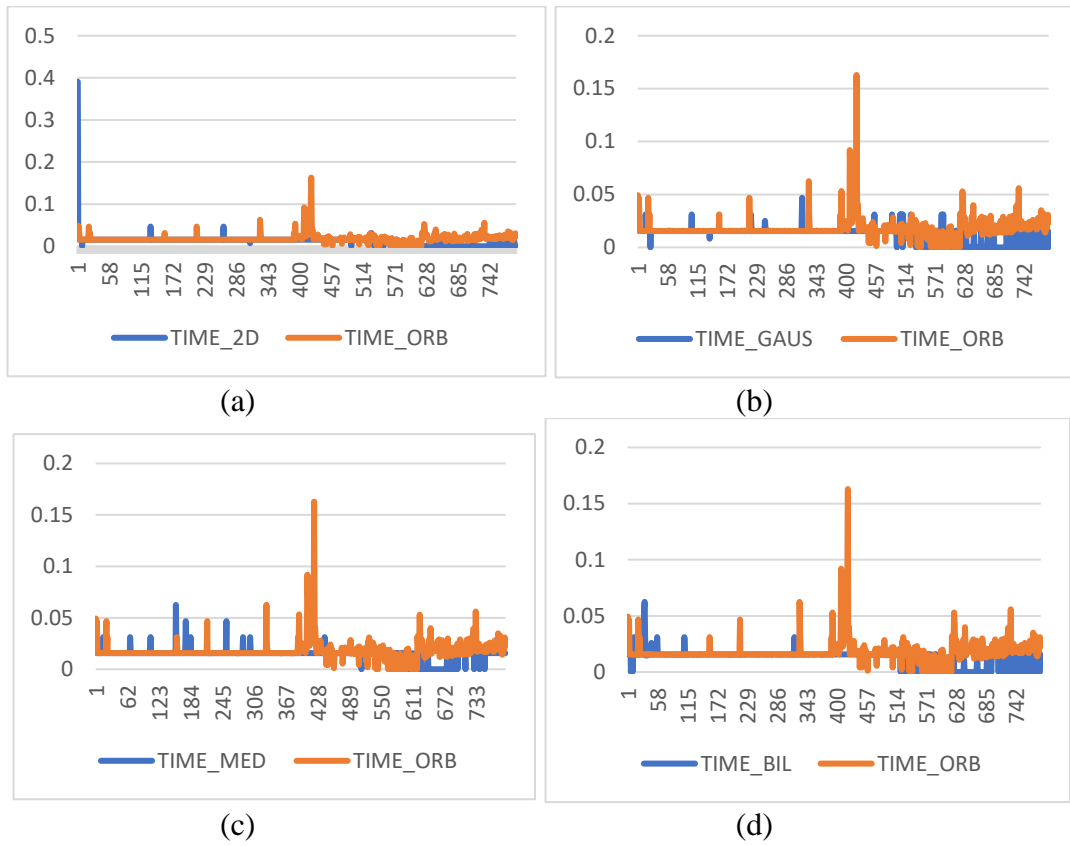 0.5
0.4
0.3
0.2
0.1
0
1 58 115 172 229 286 343 400 457 514 571 628 685 742
TIME_2D TIME_ORB
(a)
0.2
0.15
0.1
0.05
0
1 58 115 172 229 286 343 400 457 514 571 628 685 742
TIME_GAUS TIME_ORB
(b)
0.2
0.15
0.1
0.05
0
1 62 123 184 245 306 367 428 489 550 611 672 733
TIME_MED TIME_ORB
(c)
0.2
0.15
0.1
0.05
0
1 58 115 172 229 286 343 400 457 514 571 628 685 742
TIME_BIL TIME_ORB
(d)